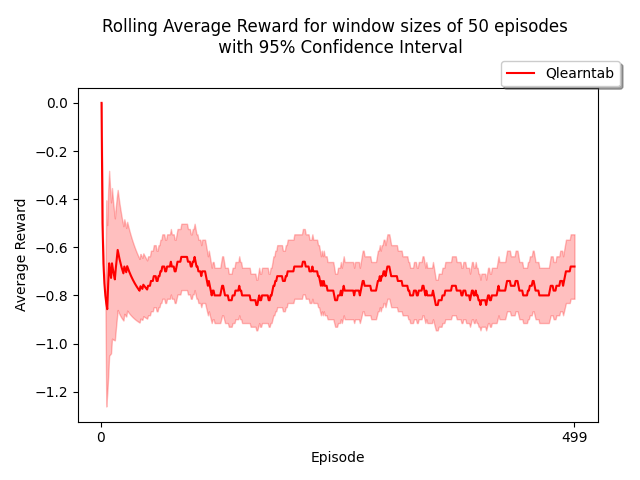 Rolling Average Reward for window sizes of 50 episodes
with 95% Confidence Interval
Qlearntab
0.0
−0.2
−0.4
−0.6
−0.8
−1.0
−1.2
Average Reward
0
499
Episode